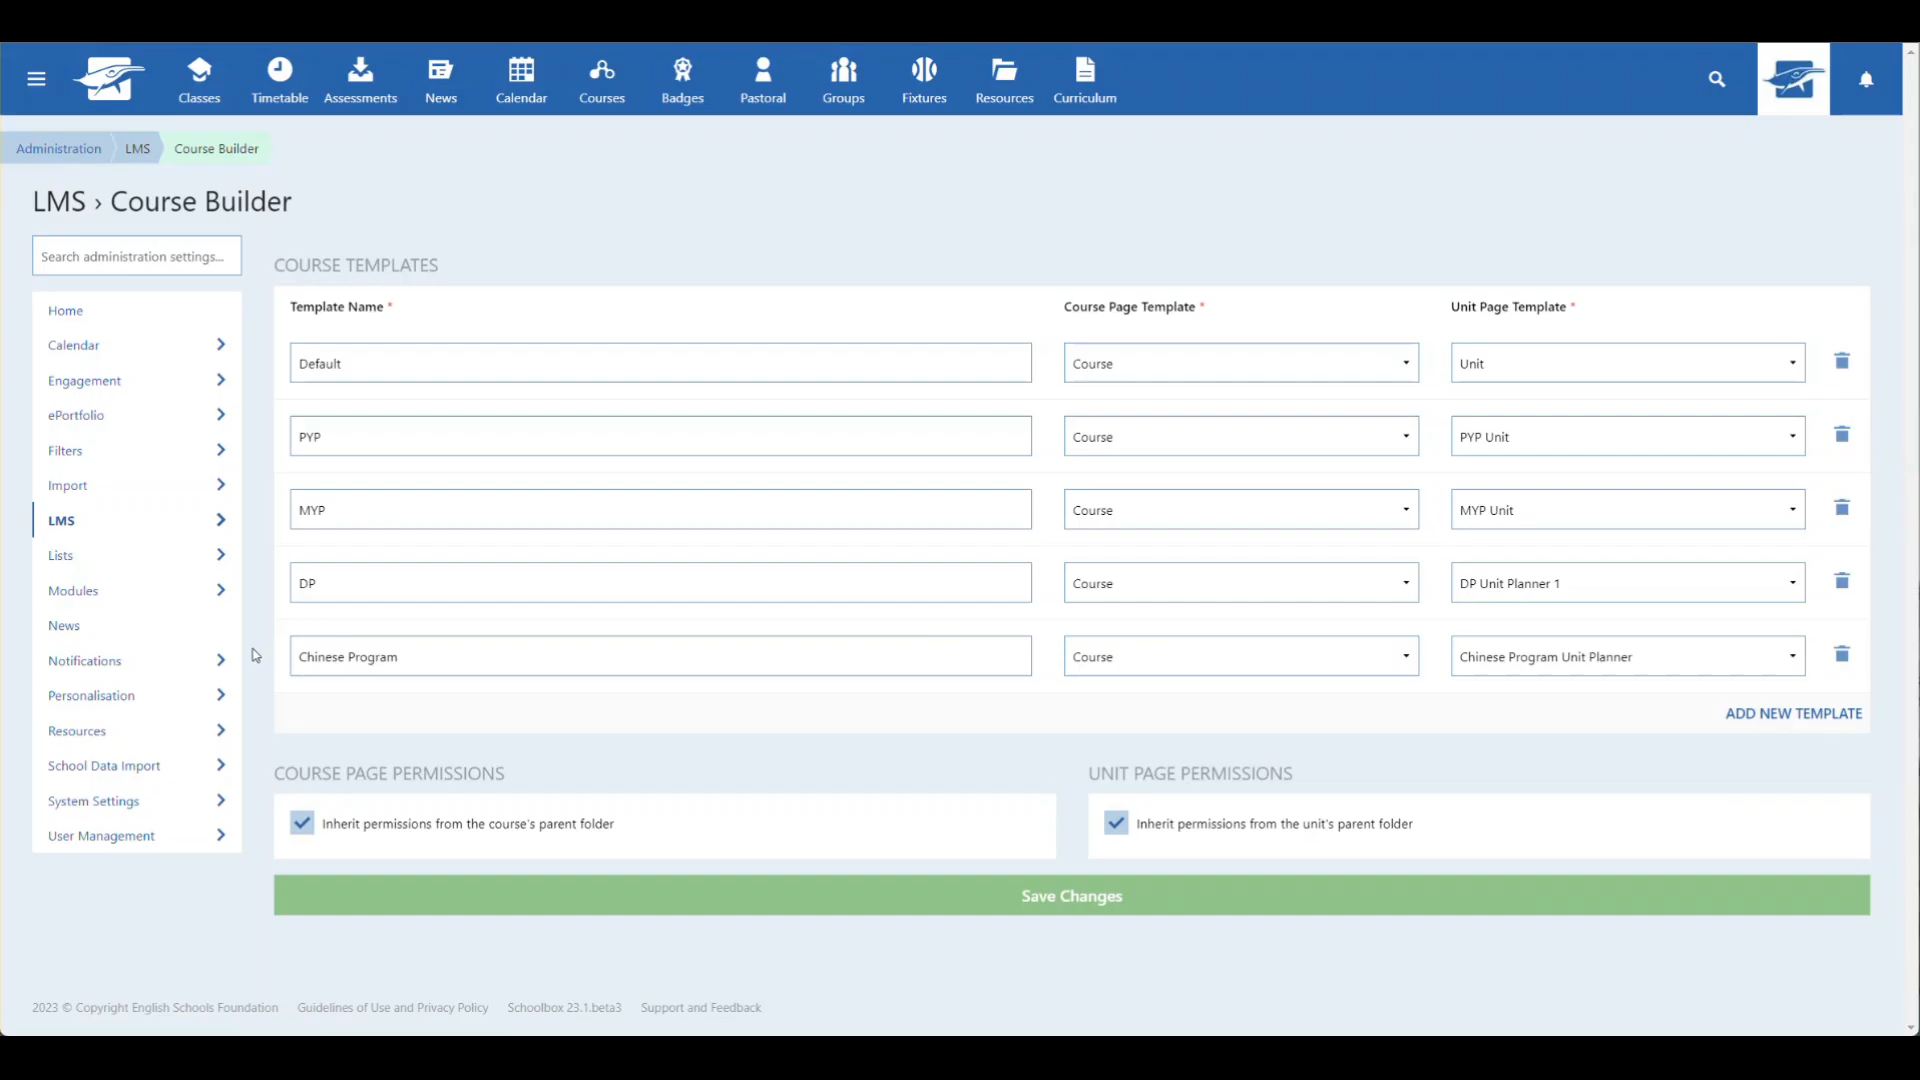 Classes Timetable Assessments News Calendar Courses Badges Pastoral Groups Fixtures Resources Curriculum
Administration LMS Course Builder
LMS › Course Builder
Search administration settings...
Home
Calendar
Engagement
ePortfolio
Filters
Import
LMS
Lists
Modules
News
Notifications
Personalisation
Resources
School Data Import
System Settings
User Management
COURSE TEMPLATES
Template Name * Course Page Template * Unit Page Template *
Default Course Unit
PYP Course PYP Unit
MYP Course MYP Unit
DP Course DP Unit Planner 1
Chinese Program Course Chinese Program Unit Planner
ADD NEW TEMPLATE
COURSE PAGE PERMISSIONS
Inherit permissions from the course's parent folder
UNIT PAGE PERMISSIONS
Inherit permissions from the unit's parent folder
Save Changes
2023 © Copyright English Schools Foundation Guidelines of Use and Privacy Policy Schoolbox 23.1.beta3 Support and Feedback